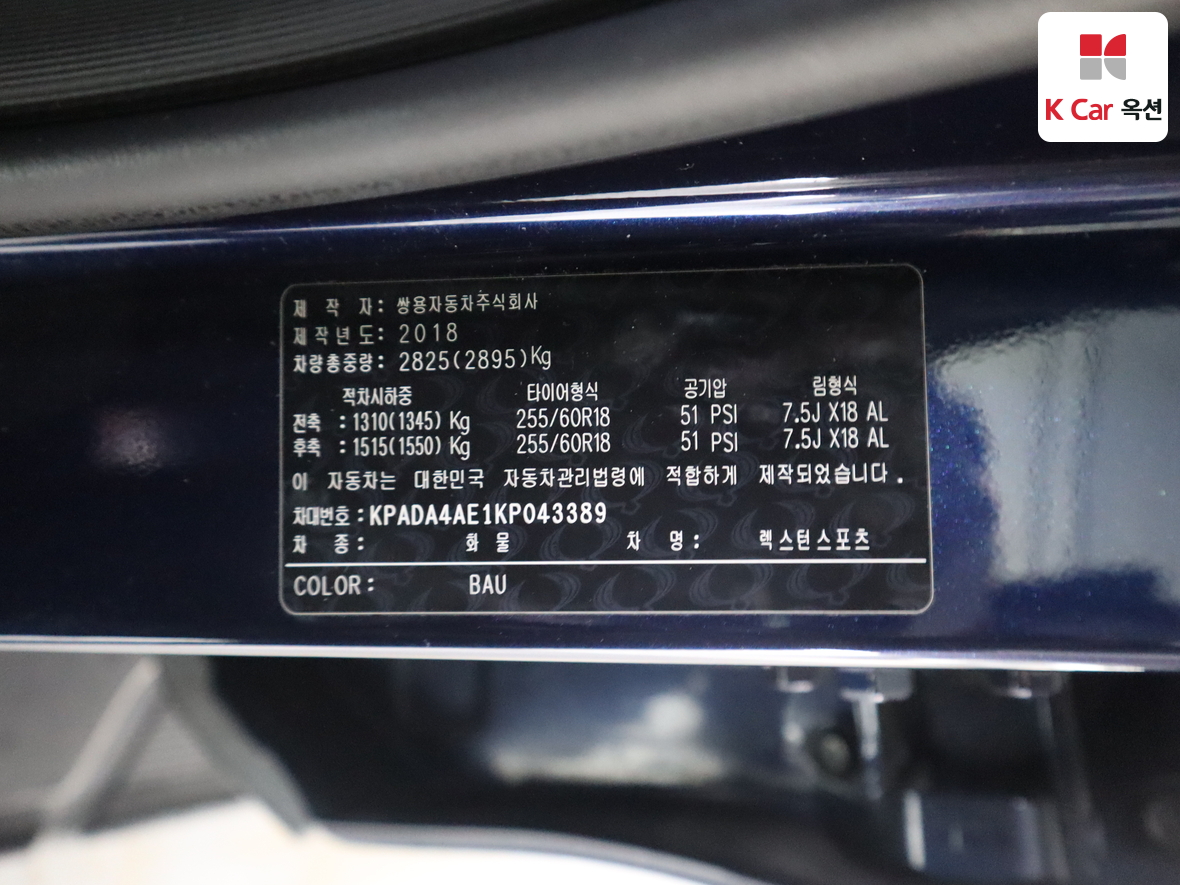 K Car 옥션
제 작 자: 쌍용자동차주식회사
제작년도: 2018
차량총중량: 2825(2895)Kg
적차시하중 타이어형식 공기압 림형식
전축 : 1310(1345) Kg 255/60R18 51 PSI 7.5J X18 AL
후축 : 1515(1550) Kg 255/60R18 51 PSI 7.5J X18 AL
이 자동차는 대한민국 자동차관리법령에 적합하게 제작되었습니다.
차대번호 : KPADA4AE1KP043389
차 종: 화 물 차 명: 렉스턴스포츠
COLOR: BAU